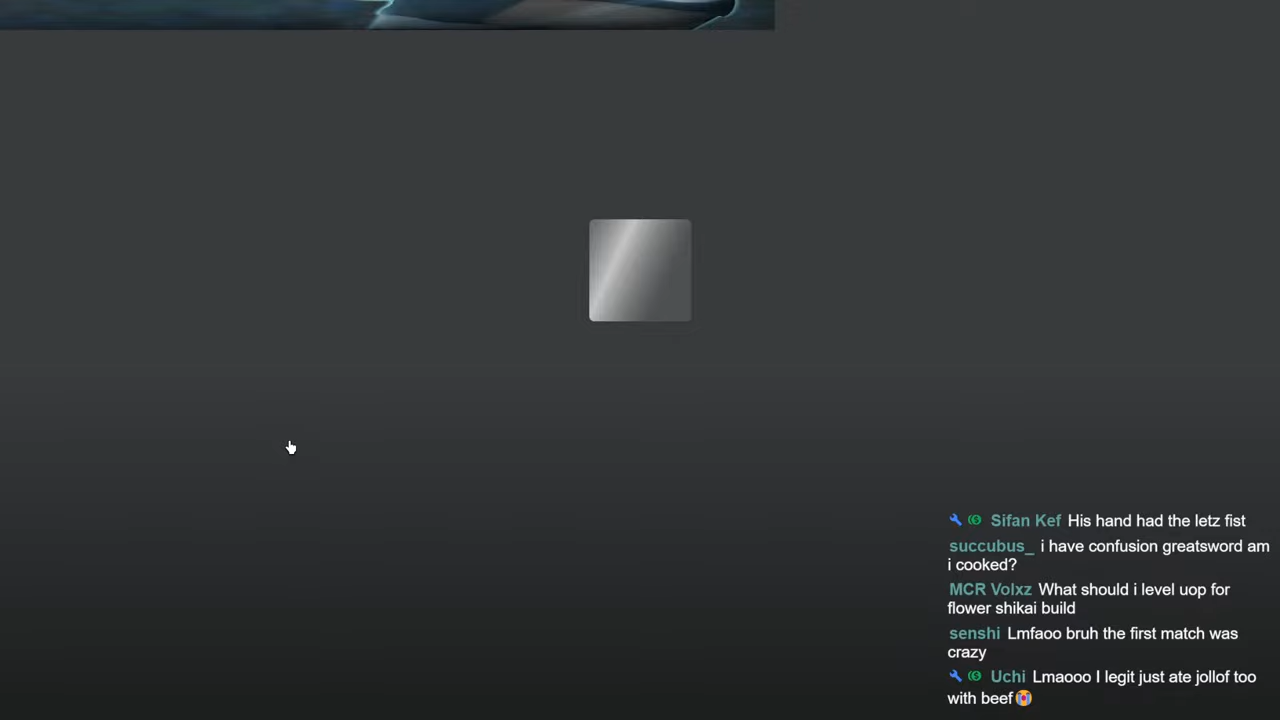 Sifan Kef His hand had the letz fist
succubus_ i have confusion greatsword am
i cooked?
MCR Volxz What should i level uop for
flower shikai build
senshi Lmfaoo bruh the first match was
crazy
Uchi Lmaooo I legit just ate jollof too
with beef😭